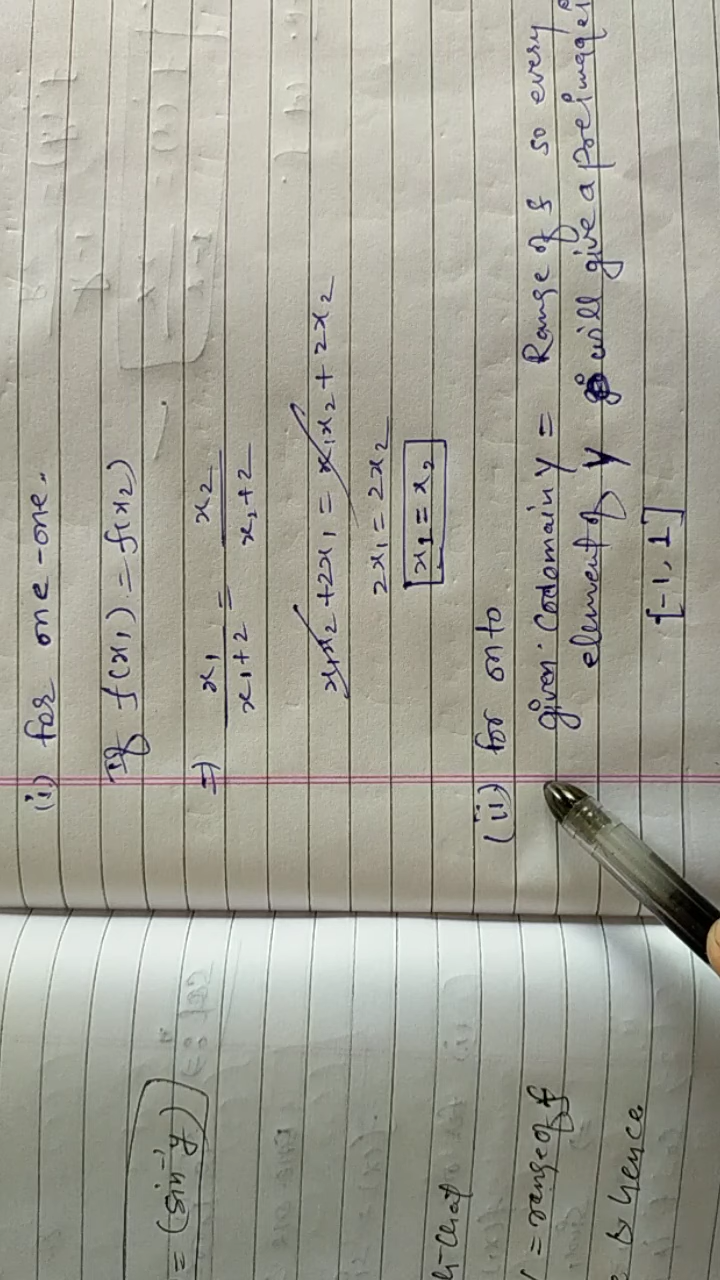 (i) for one-one.
If f(x₁) = f(x₂)
⇒ x₁/(x₁+2) = x₂/(x₂+2)
x₁x₂ + 2x₁ = x₁x₂ + 2x₂
2x₁ = 2x₂
x₁ = x₂
(ii) for onto
given: Codomain Y = Range of f so every
element of Y will give a preimage
[-1, 1]
= (sin⁻¹y)
= range of f
hence